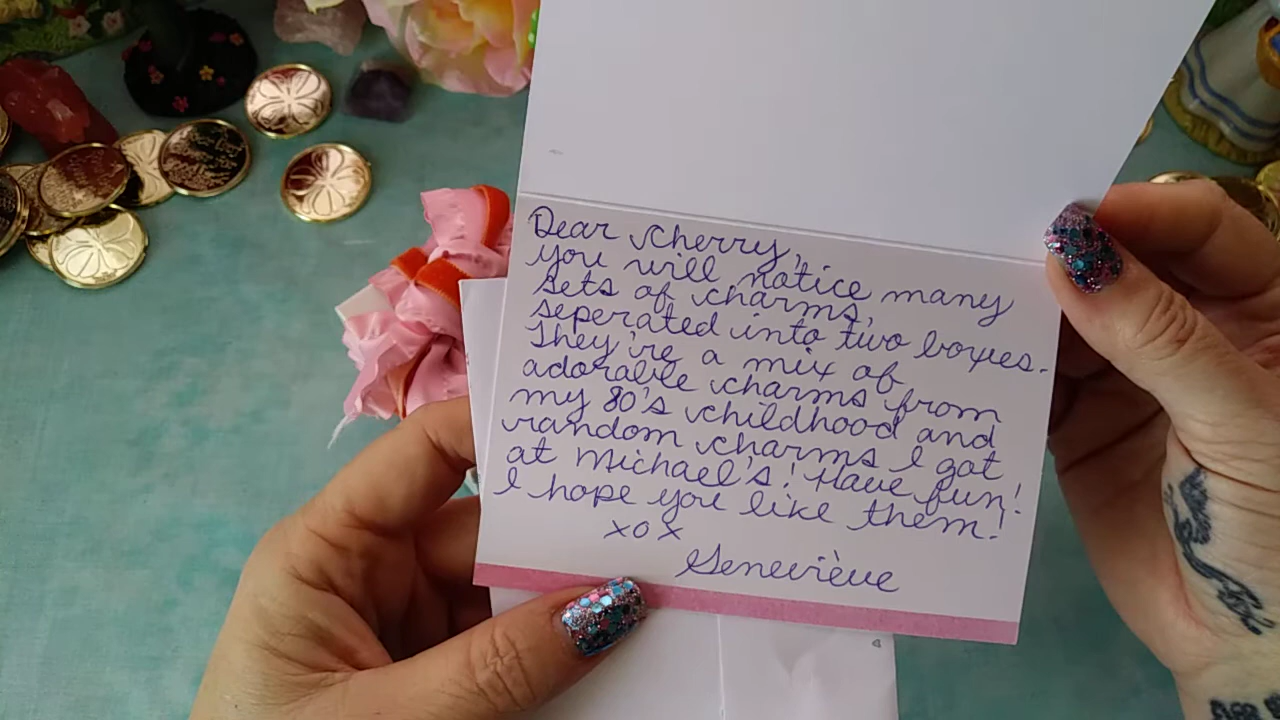 Dear Cherry,
you will notice many
sets of charms,
seperated into two boxes.
They're a mix of
adorable charms from
my 80's childhood and
random charms I got
at Michael's! Have fun!
I hope you like them!
xox
Geneviève